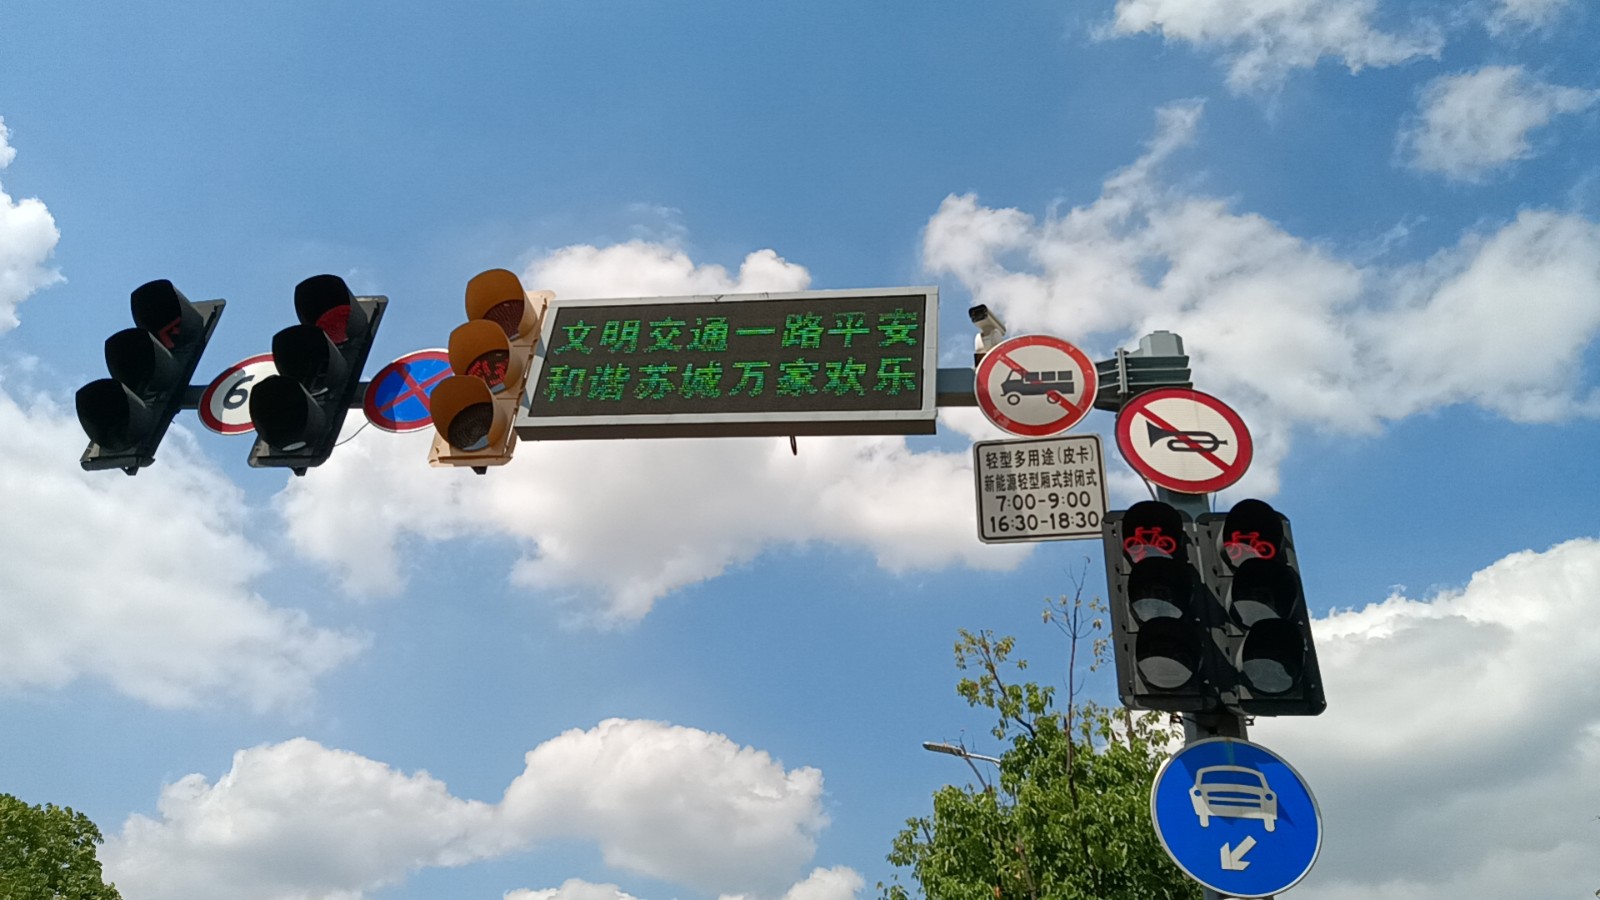 6
文明交通一路平安
和谐苏城万家欢乐
轻型多用途(皮卡)
新能源轻型厢式封闭式
7:00-9:00
16:30-18:30